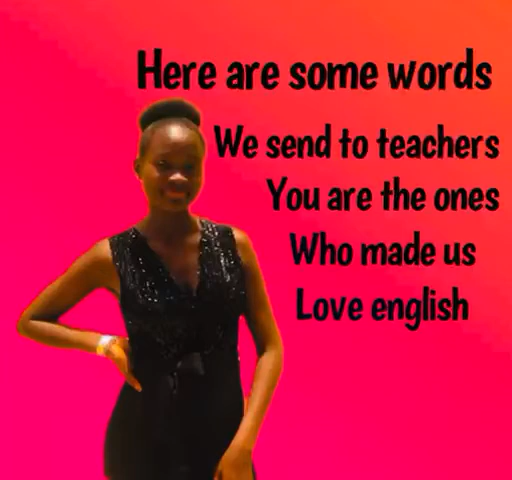 Here are some words
We send to teachers
You are the ones
Who made us
Love english